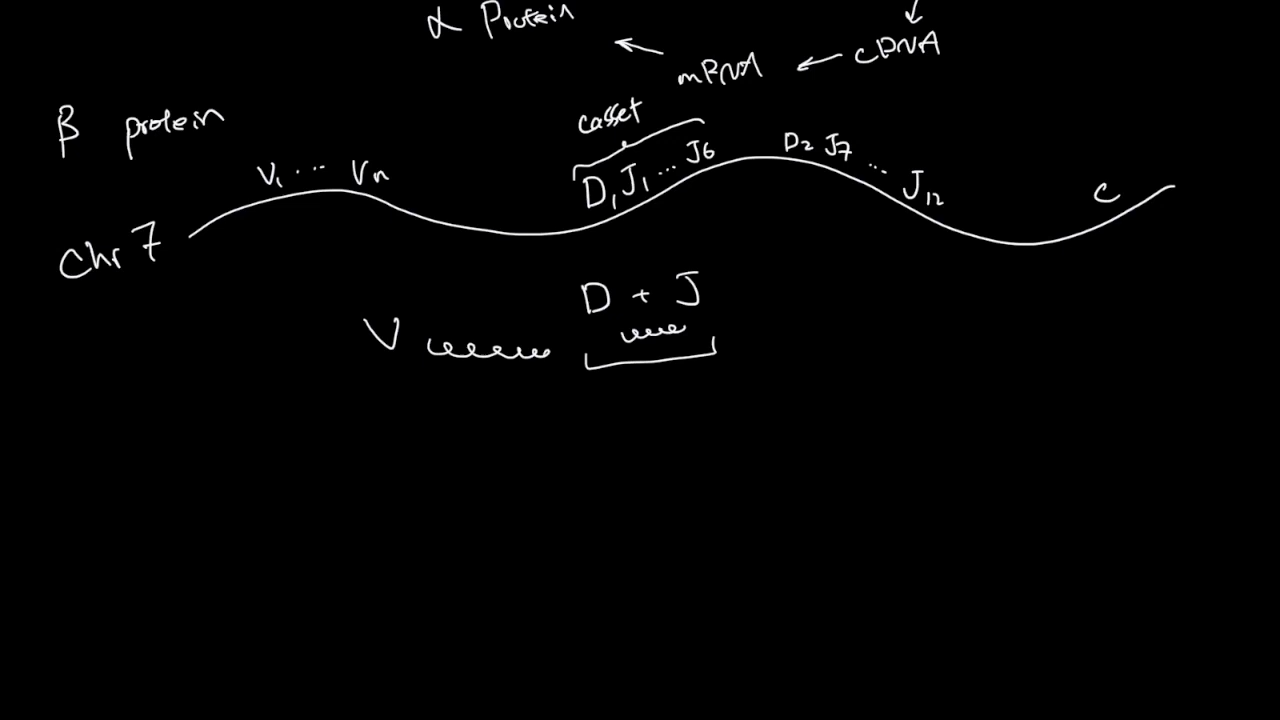 α Protein
mRNA ← cDNA
β protein
casset
V1 ... Vn
D1 J1 ... J6
D2 J7 ... J12
C
Chr 7
D + J
V